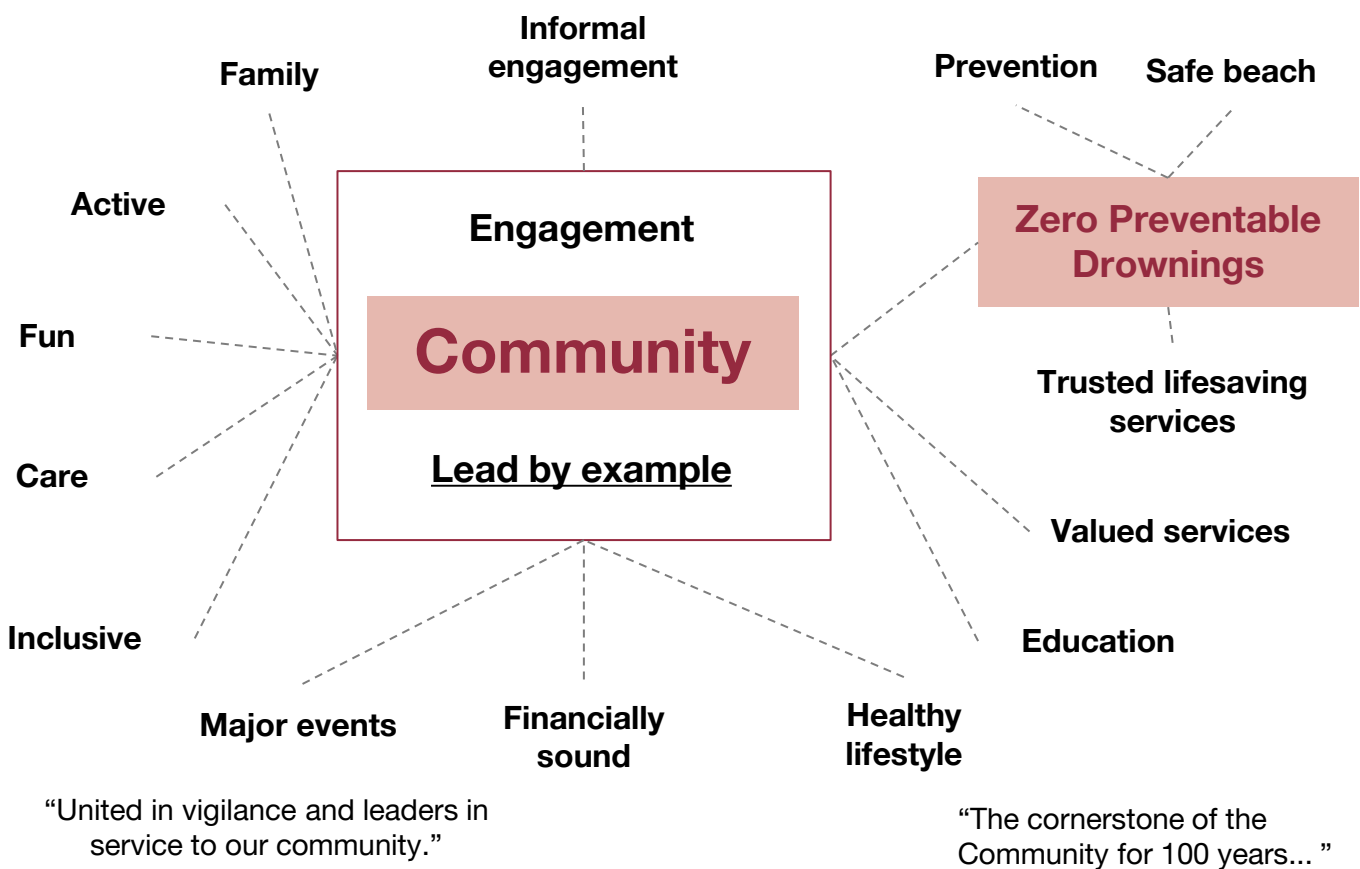 Informal
engagement
Family
Prevention
Safe beach
Active
Engagement
Zero Preventable
Drownings
Fun
Community
Trusted lifesaving
services
Care
Lead by example
Valued services
Inclusive
Education
Major events
Financially
sound
Healthy
lifestyle
“United in vigilance and leaders in
service to our community.”
“The cornerstone of the
Community for 100 years... ”